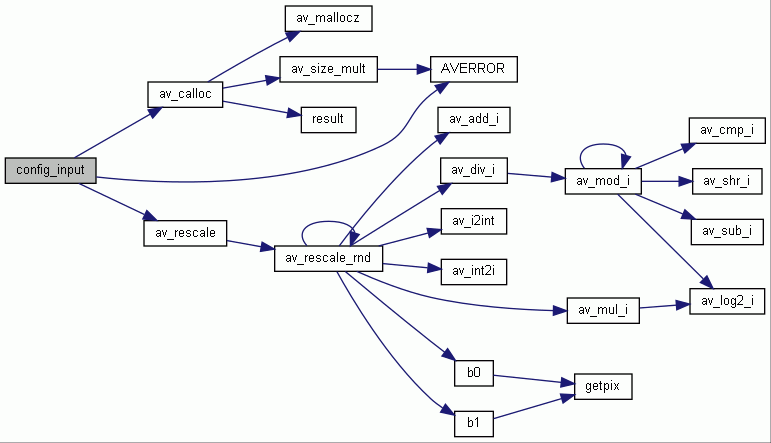 av_mallocz
av_size_mult
AVERROR
av_calloc
result
av_add_i
av_cmp_i
config_input
av_div_i
av_mod_i
av_shr_i
av_i2int
av_rescale
av_sub_i
av_rescale_rnd
av_int2i
av_log2_i
av_mul_i
b0
getpix
b1